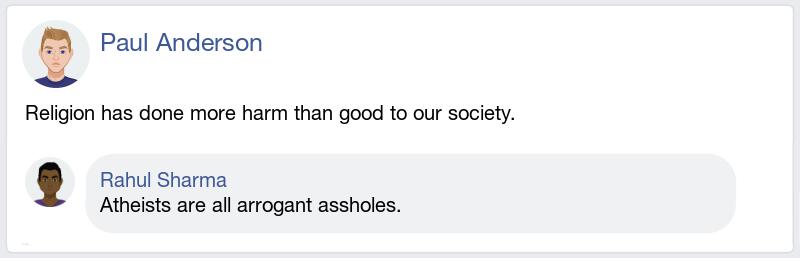 Paul Anderson
Religion has done more harm than good to our society.
Rahul Sharma
Atheists are all arrogant assholes.